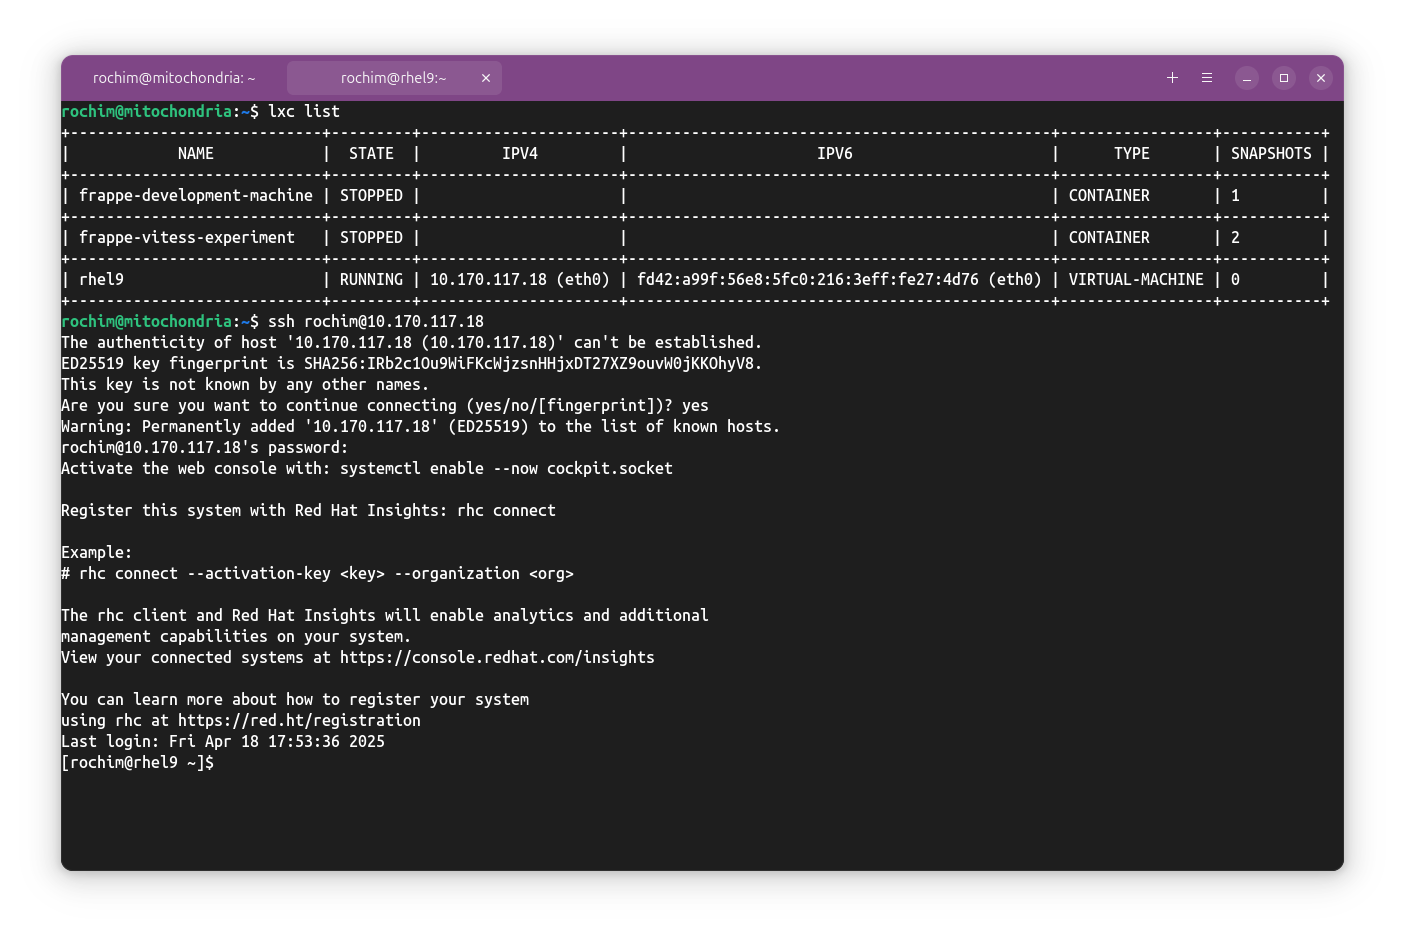 rochim@mitochondria: ~
rochim@rhel9:~
rochim@mitochondria:~$ lxc list
+----------------------------+---------+----------------------+-----------------------------------------------+-----------------+-----------+
|            NAME            |  STATE  |         IPV4         |                     IPV6                      |      TYPE       | SNAPSHOTS |
+----------------------------+---------+----------------------+-----------------------------------------------+-----------------+-----------+
| frappe-development-machine | STOPPED |                      |                                               | CONTAINER       | 1         |
+----------------------------+---------+----------------------+-----------------------------------------------+-----------------+-----------+
| frappe-vitess-experiment   | STOPPED |                      |                                               | CONTAINER       | 2         |
+----------------------------+---------+----------------------+-----------------------------------------------+-----------------+-----------+
| rhel9                      | RUNNING | 10.170.117.18 (eth0) | fd42:a99f:56e8:5fc0:216:3eff:fe27:4d76 (eth0) | VIRTUAL-MACHINE | 0         |
+----------------------------+---------+----------------------+-----------------------------------------------+-----------------+-----------+
rochim@mitochondria:~$ ssh rochim@10.170.117.18
The authenticity of host '10.170.117.18 (10.170.117.18)' can't be established.
ED25519 key fingerprint is SHA256:IRb2c1Ou9WiFKcWjzsnHHjxDT27XZ9ouvW0jKKOhyV8.
This key is not known by any other names.
Are you sure you want to continue connecting (yes/no/[fingerprint])? yes
Warning: Permanently added '10.170.117.18' (ED25519) to the list of known hosts.
rochim@10.170.117.18's password:
Activate the web console with: systemctl enable --now cockpit.socket

Register this system with Red Hat Insights: rhc connect

Example:
# rhc connect --activation-key <key> --organization <org>

The rhc client and Red Hat Insights will enable analytics and additional
management capabilities on your system.
View your connected systems at https://console.redhat.com/insights

You can learn more about how to register your system
using rhc at https://red.ht/registration
Last login: Fri Apr 18 17:53:36 2025
[rochim@rhel9 ~]$